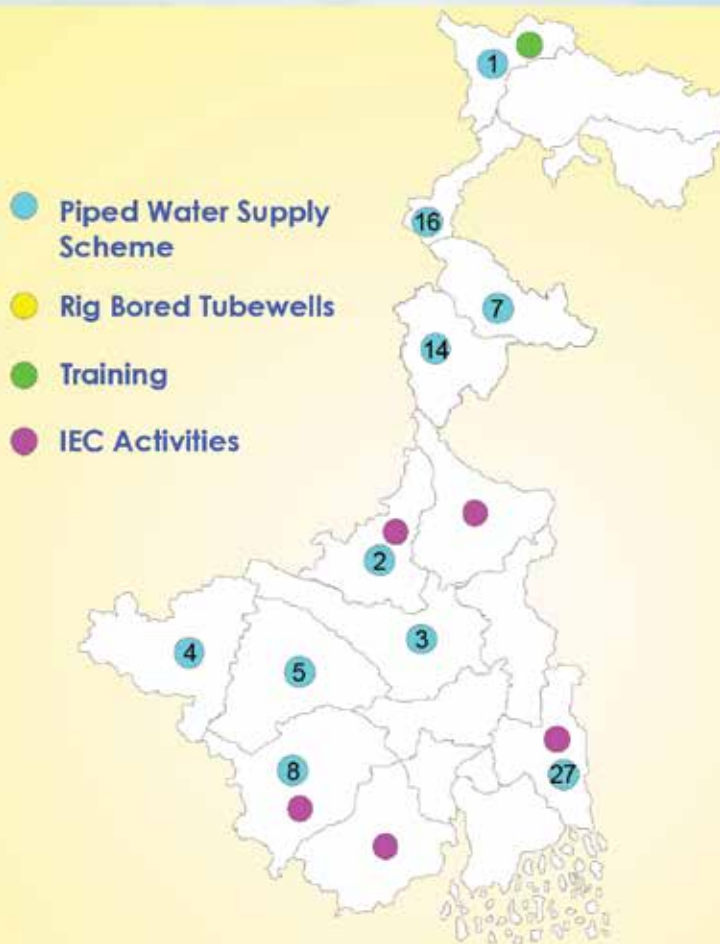 Piped Water Supply
Scheme
Rig Bored Tubewells
Training
IEC Activities
1
16
7
14
2
3
4
5
8
27